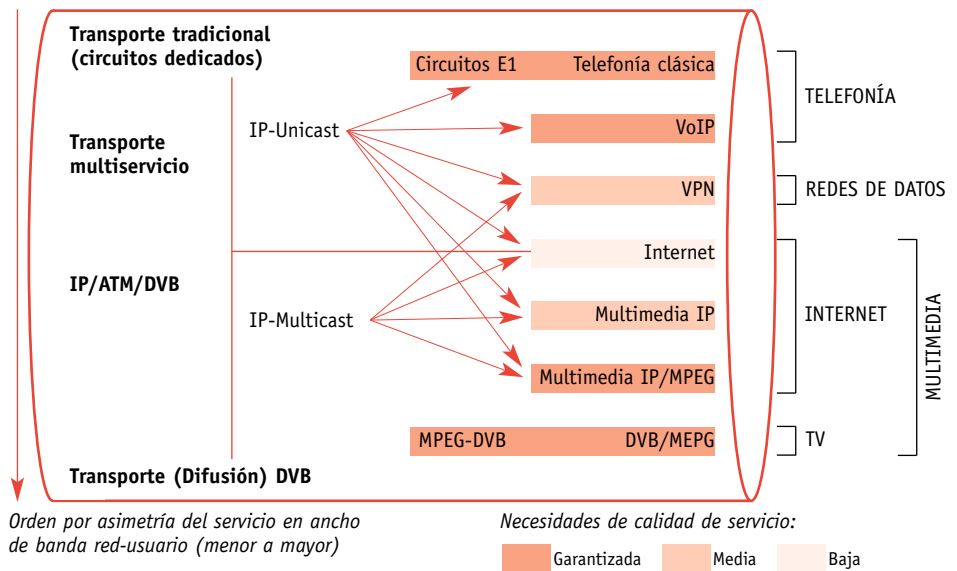 Transporte tradicional
(circuitos dedicados)
Circuitos E1 Telefonía clásica
TELEFONÍA
IP-Unicast
VoIP
Transporte
multiservicio
VPN
REDES DE DATOS
Internet
IP/ATM/DVB
IP-Multicast
Multimedia IP
INTERNET
MULTIMEDIA
Multimedia IP/MPEG
MPEG-DVB DVB/MEPG
TV
Transporte (Difusión) DVB
Orden por asimetría del servicio en ancho
de banda red-usuario (menor a mayor)
Necesidades de calidad de servicio:
Garantizada Media Baja